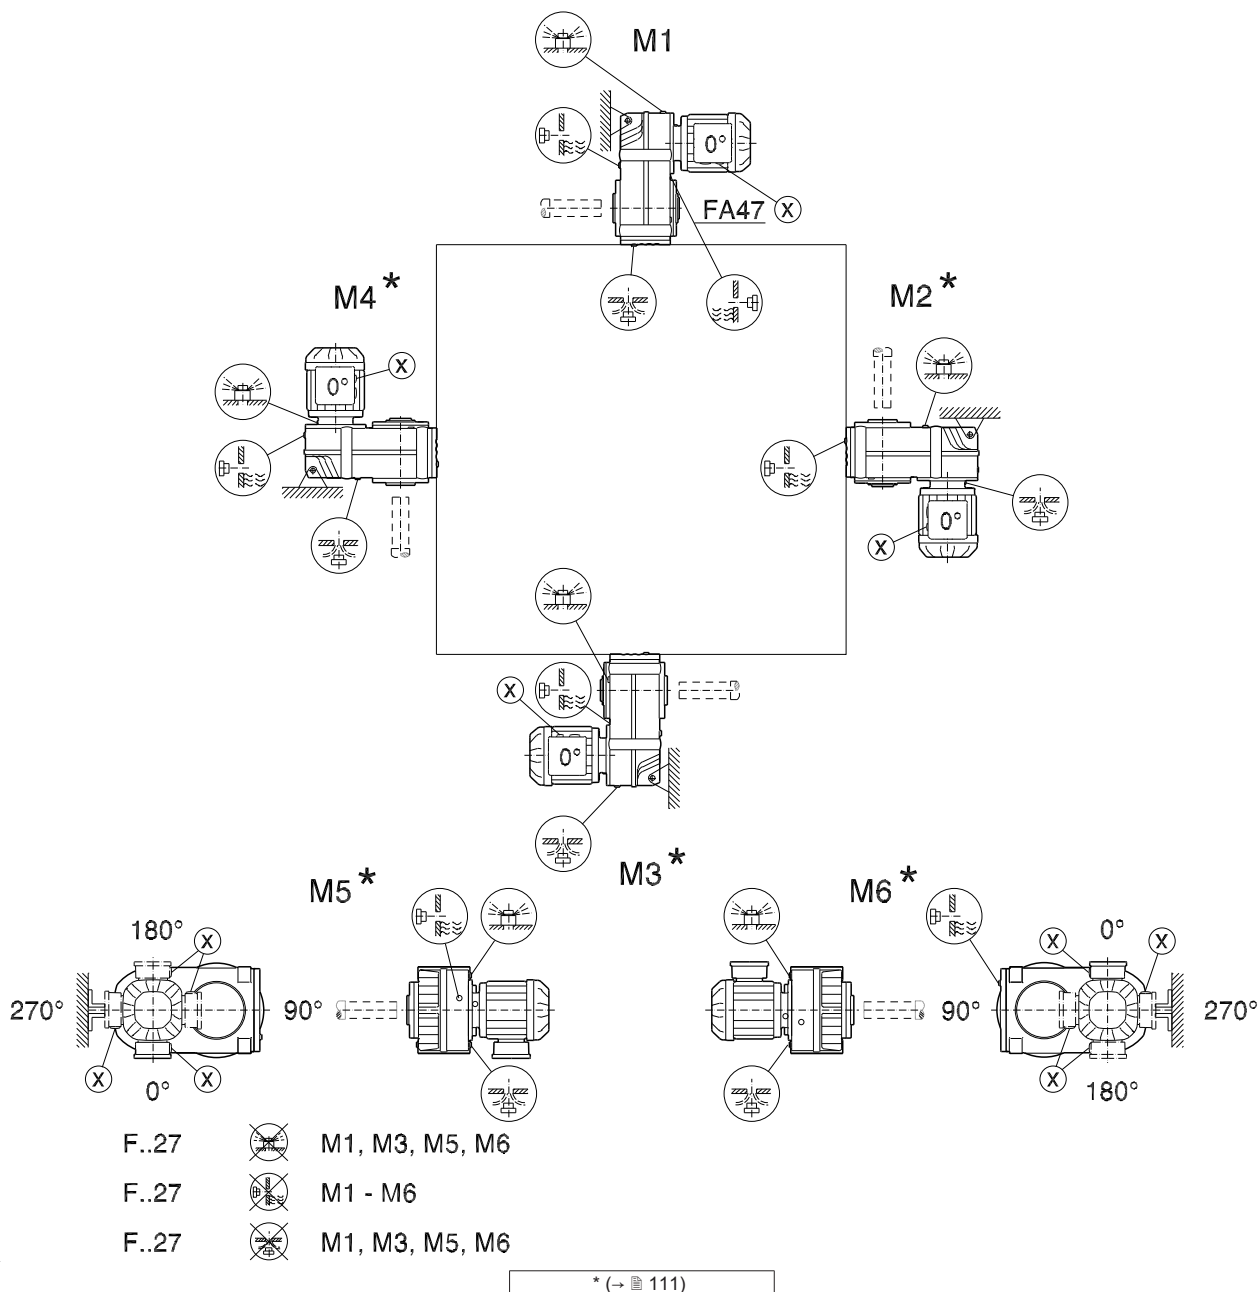 M1
0°
FA47 X
M4*
M2*
X
0°
0°
X
X
0°
M3*
M5*
M6*
180° X
0°
X X
270°
90°
90°
270°
X
0°
X
X
180°
F..27 M1, M3, M5, M6
F..27 M1 - M6
F..27 M1, M3, M5, M6
* (→ 🗎 111)